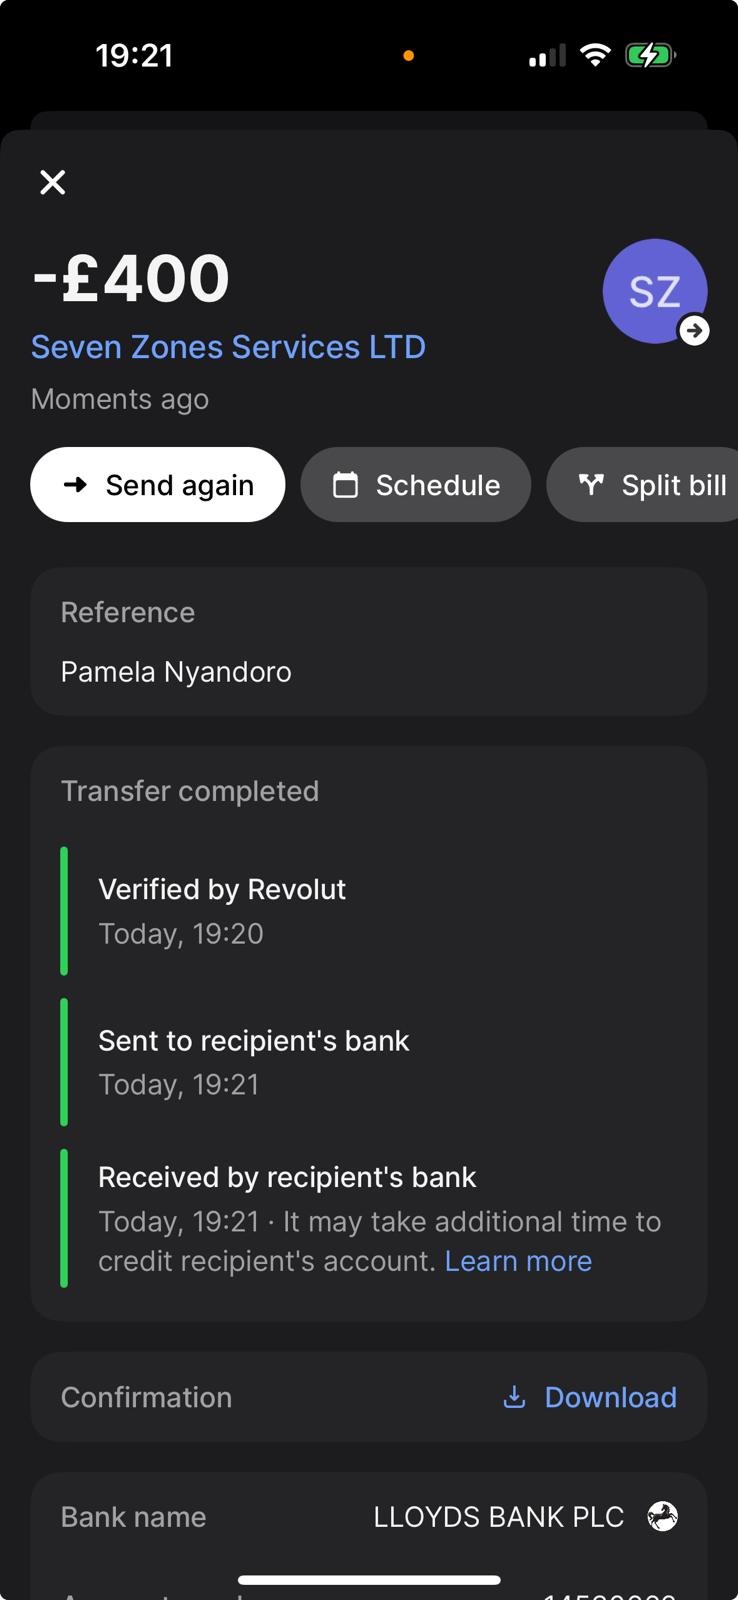 19:21
-£400
SZ
Seven Zones Services LTD
Moments ago
Send again
Schedule
Split bill
Reference
Pamela Nyandoro
Transfer completed
Verified by Revolut
Today, 19:20
Sent to recipient's bank
Today, 19:21
Received by recipient's bank
Today, 19:21 · It may take additional time to
credit recipient's account. Learn more
Confirmation
Download
Bank name
LLOYDS BANK PLC